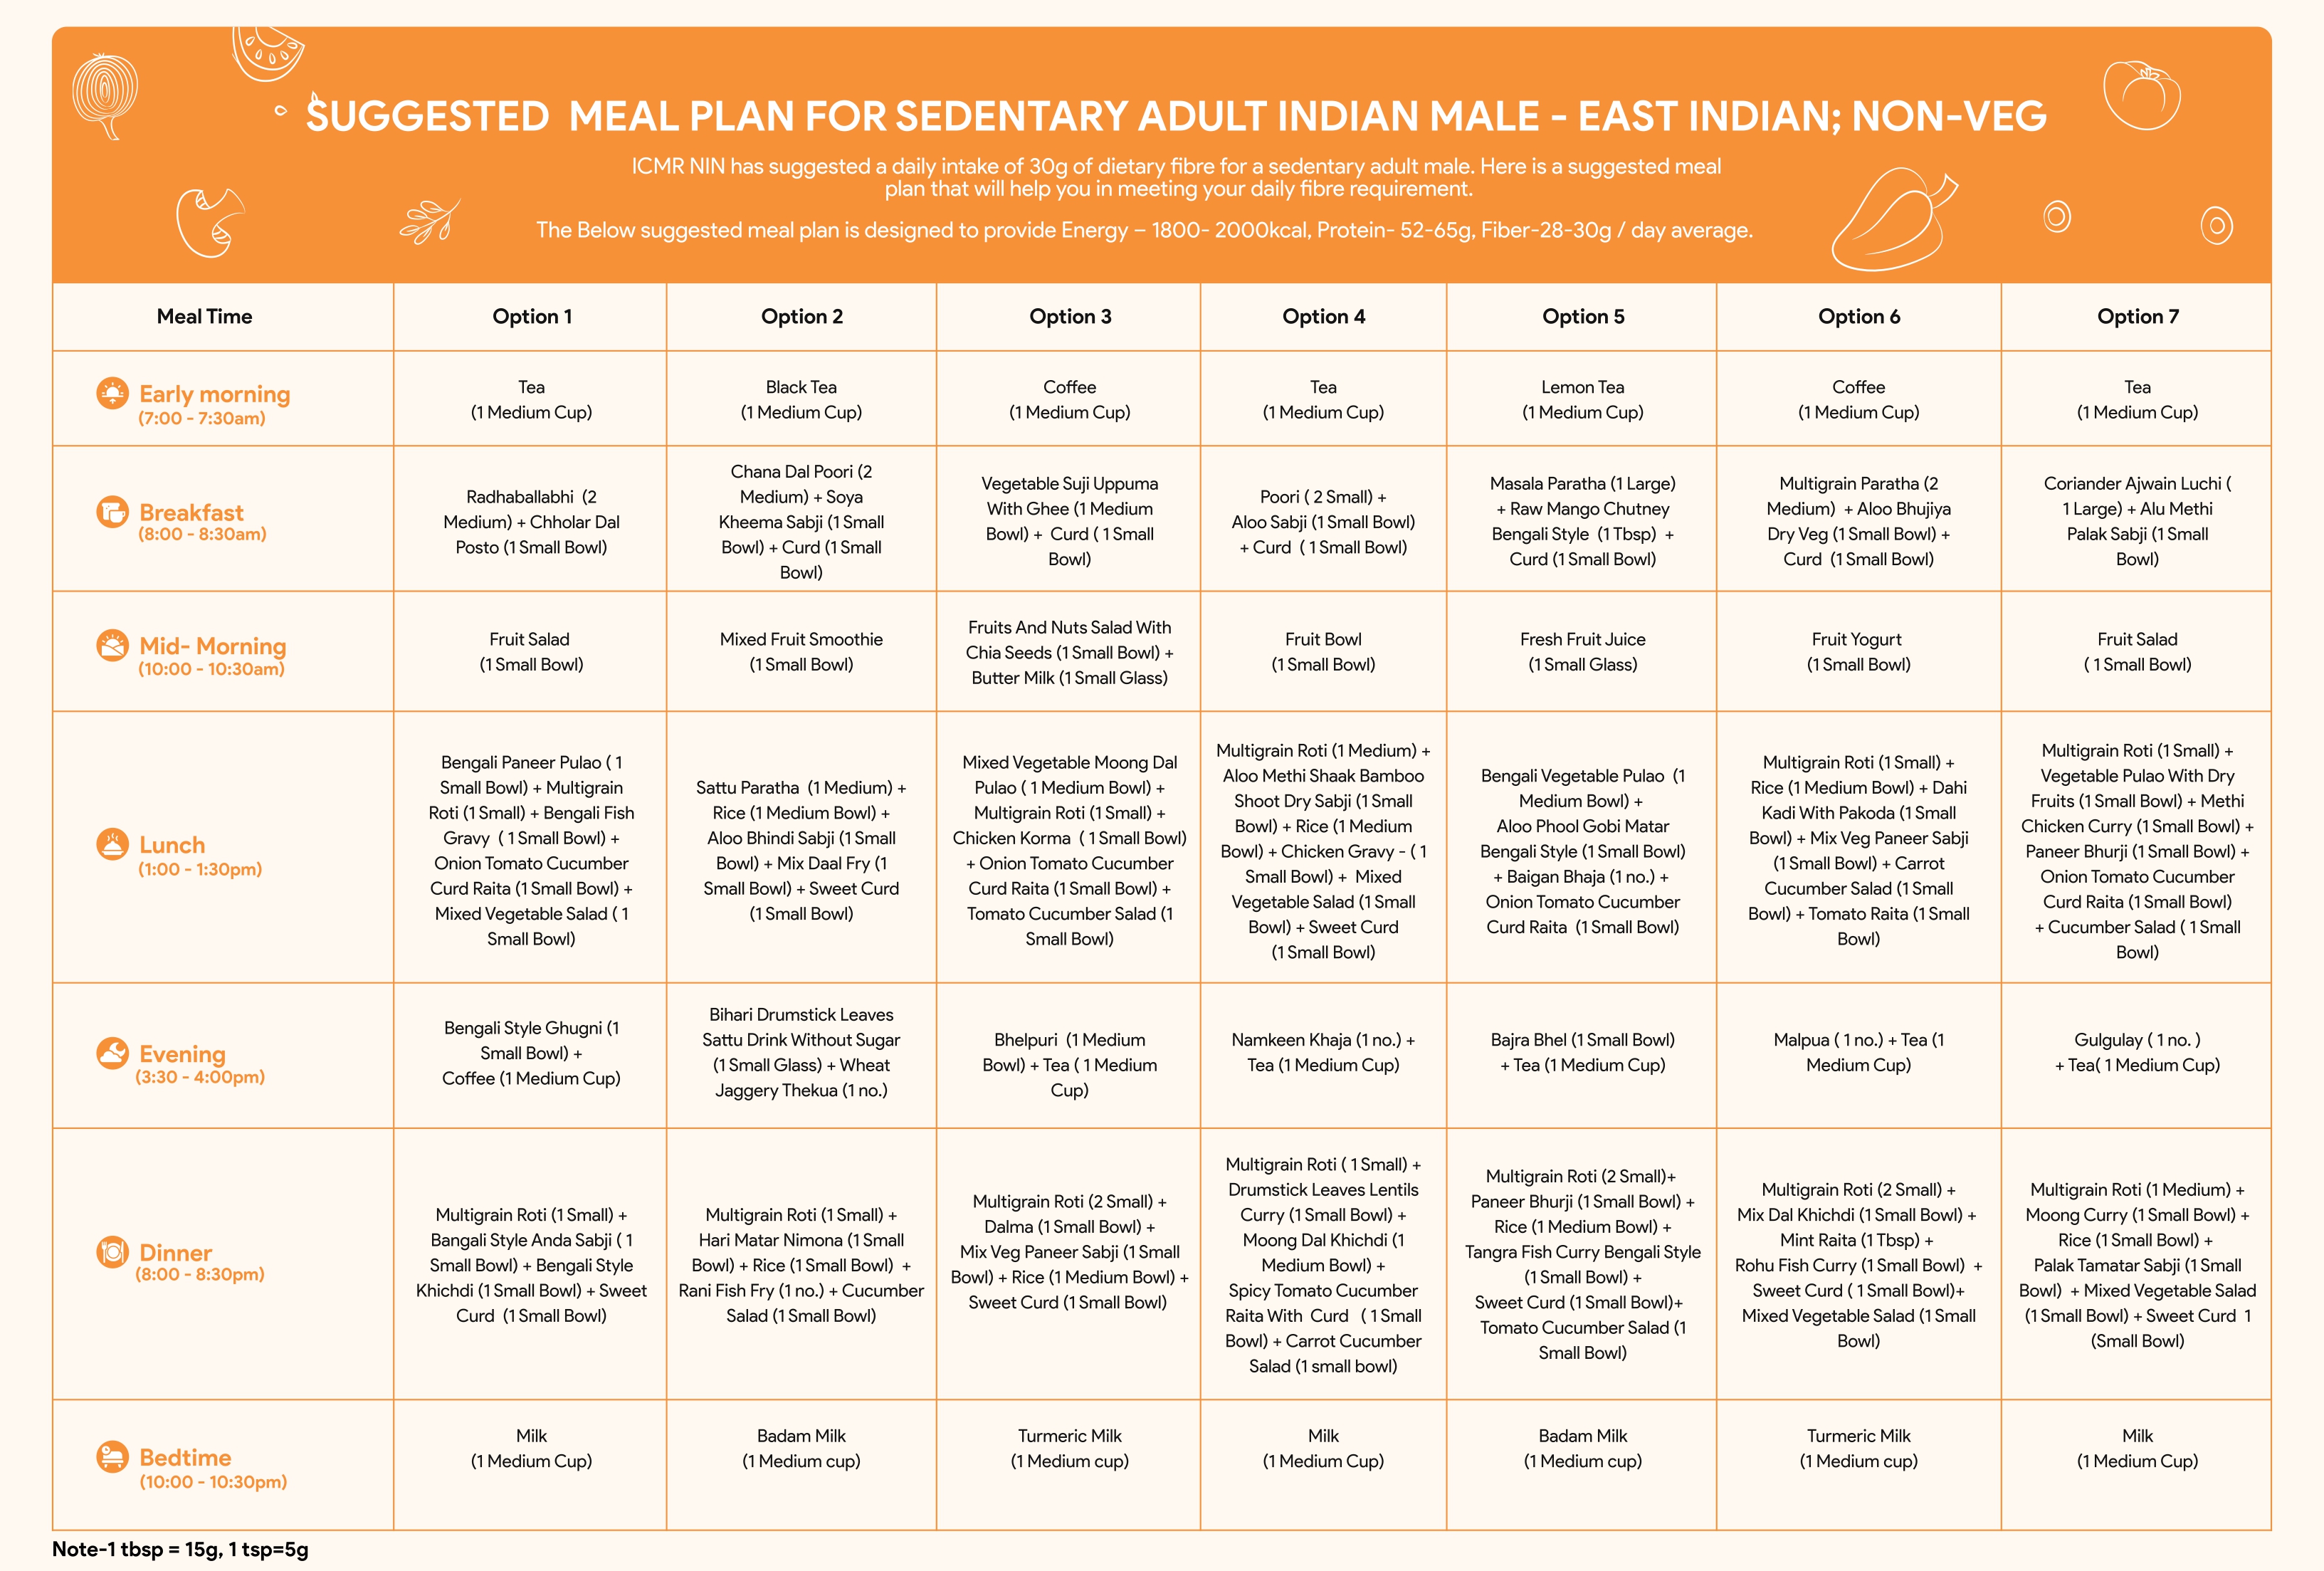 SUGGESTED MEAL PLAN FOR SEDENTARY ADULT INDIAN MALE - EAST INDIAN; NON-VEG
ICMR NIN has suggested a daily intake of 30g of dietary fibre for a sedentary adult male. Here is a suggested meal
plan that will help you in meeting your daily fibre requirement.
The Below suggested meal plan is designed to provide Energy – 1800- 2000kcal, Protein- 52-65g, Fiber-28-30g / day average.
Meal Time
Option 1
Option 2
Option 3
Option 4
Option 5
Option 6
Option 7
Early morning
(7:00 - 7:30am)
Tea
(1 Medium Cup)
Black Tea
(1 Medium Cup)
Coffee
(1 Medium Cup)
Tea
(1 Medium Cup)
Lemon Tea
(1 Medium Cup)
Coffee
(1 Medium Cup)
Tea
(1 Medium Cup)
Breakfast
(8:00 - 8:30am)
Radhaballabhi (2
Medium) + Chholar Dal
Posto (1 Small Bowl)
Chana Dal Poori (2
Medium) + Soya
Kheema Sabji (1 Small
Bowl) + Curd (1 Small
Bowl)
Vegetable Suji Uppuma
With Ghee (1 Medium
Bowl) + Curd ( 1 Small
Bowl)
Poori ( 2 Small) +
Aloo Sabji (1 Small Bowl)
+ Curd ( 1 Small Bowl)
Masala Paratha (1 Large)
+ Raw Mango Chutney
Bengali Style (1 Tbsp) +
Curd (1 Small Bowl)
Multigrain Paratha (2
Medium) + Aloo Bhujiya
Dry Veg (1 Small Bowl) +
Curd (1 Small Bowl)
Coriander Ajwain Luchi (
1 Large) + Alu Methi
Palak Sabji (1 Small
Bowl)
Mid- Morning
(10:00 - 10:30am)
Fruit Salad
(1 Small Bowl)
Mixed Fruit Smoothie
(1 Small Bowl)
Fruits And Nuts Salad With
Chia Seeds (1 Small Bowl) +
Butter Milk (1 Small Glass)
Fruit Bowl
(1 Small Bowl)
Fresh Fruit Juice
(1 Small Glass)
Fruit Yogurt
(1 Small Bowl)
Fruit Salad
( 1 Small Bowl)
Lunch
(1:00 - 1:30pm)
Bengali Paneer Pulao ( 1
Small Bowl) + Multigrain
Roti (1 Small) + Bengali Fish
Gravy ( 1 Small Bowl) +
Onion Tomato Cucumber
Curd Raita (1 Small Bowl) +
Mixed Vegetable Salad ( 1
Small Bowl)
Sattu Paratha (1 Medium) +
Rice (1 Medium Bowl) +
Aloo Bhindi Sabji (1 Small
Bowl) + Mix Daal Fry (1
Small Bowl) + Sweet Curd
(1 Small Bowl)
Mixed Vegetable Moong Dal
Pulao ( 1 Medium Bowl) +
Multigrain Roti (1 Small) +
Chicken Korma ( 1 Small Bowl)
+ Onion Tomato Cucumber
Curd Raita (1 Small Bowl) +
Tomato Cucumber Salad (1
Small Bowl)
Multigrain Roti (1 Medium) +
Aloo Methi Shaak Bamboo
Shoot Dry Sabji (1 Small
Bowl) + Rice (1 Medium
Bowl) + Chicken Gravy - ( 1
Small Bowl) + Mixed
Vegetable Salad (1 Small
Bowl) + Sweet Curd
(1 Small Bowl)
Bengali Vegetable Pulao (1
Medium Bowl) +
Aloo Phool Gobi Matar
Bengali Style (1 Small Bowl)
+ Baigan Bhaja (1 no.) +
Onion Tomato Cucumber
Curd Raita (1 Small Bowl)
Multigrain Roti (1 Small) +
Rice (1 Medium Bowl) + Dahi
Kadi With Pakoda (1 Small
Bowl) + Mix Veg Paneer Sabji
(1 Small Bowl) + Carrot
Cucumber Salad (1 Small
Bowl) + Tomato Raita (1 Small
Bowl)
Multigrain Roti (1 Small) +
Vegetable Pulao With Dry
Fruits (1 Small Bowl) + Methi
Chicken Curry (1 Small Bowl) +
Paneer Bhurji (1 Small Bowl) +
Onion Tomato Cucumber
Curd Raita (1 Small Bowl)
+ Cucumber Salad ( 1 Small
Bowl)
Evening
(3:30 - 4:00pm)
Bengali Style Ghugni (1
Small Bowl) +
Coffee (1 Medium Cup)
Bihari Drumstick Leaves
Sattu Drink Without Sugar
(1 Small Glass) + Wheat
Jaggery Thekua (1 no.)
Bhelpuri (1 Medium
Bowl) + Tea ( 1 Medium
Cup)
Namkeen Khaja (1 no.) +
Tea (1 Medium Cup)
Bajra Bhel (1 Small Bowl)
+ Tea (1 Medium Cup)
Malpua ( 1 no.) + Tea (1
Medium Cup)
Gulgulay ( 1 no. )
+ Tea( 1 Medium Cup)
Dinner
(8:00 - 8:30pm)
Multigrain Roti (1 Small) +
Bangali Style Anda Sabji ( 1
Small Bowl) + Bengali Style
Khichdi (1 Small Bowl) + Sweet
Curd (1 Small Bowl)
Multigrain Roti (1 Small) +
Hari Matar Nimona (1 Small
Bowl) + Rice (1 Small Bowl) +
Rani Fish Fry (1 no.) + Cucumber
Salad (1 Small Bowl)
Multigrain Roti (2 Small) +
Dalma (1 Small Bowl) +
Mix Veg Paneer Sabji (1 Small
Bowl) + Rice (1 Medium Bowl) +
Sweet Curd (1 Small Bowl)
Multigrain Roti ( 1 Small) +
Drumstick Leaves Lentils
Curry (1 Small Bowl) +
Moong Dal Khichdi (1
Medium Bowl) +
Spicy Tomato Cucumber
Raita With Curd ( 1 Small
Bowl) + Carrot Cucumber
Salad (1 small bowl)
Multigrain Roti (2 Small)+
Paneer Bhurji (1 Small Bowl) +
Rice (1 Medium Bowl) +
Tangra Fish Curry Bengali Style
(1 Small Bowl) +
Sweet Curd (1 Small Bowl)+
Tomato Cucumber Salad (1
Small Bowl)
Multigrain Roti (2 Small) +
Mix Dal Khichdi (1 Small Bowl) +
Mint Raita (1 Tbsp) +
Rohu Fish Curry (1 Small Bowl) +
Sweet Curd ( 1 Small Bowl)+
Mixed Vegetable Salad (1 Small
Bowl)
Multigrain Roti (1 Medium) +
Moong Curry (1 Small Bowl) +
Rice (1 Small Bowl) +
Palak Tamatar Sabji (1 Small
Bowl) + Mixed Vegetable Salad
(1 Small Bowl) + Sweet Curd 1
(Small Bowl)
Bedtime
(10:00 - 10:30pm)
Milk
(1 Medium Cup)
Badam Milk
(1 Medium cup)
Turmeric Milk
(1 Medium cup)
Milk
(1 Medium Cup)
Badam Milk
(1 Medium cup)
Turmeric Milk
(1 Medium cup)
Milk
(1 Medium Cup)
Note-1 tbsp = 15g, 1 tsp=5g